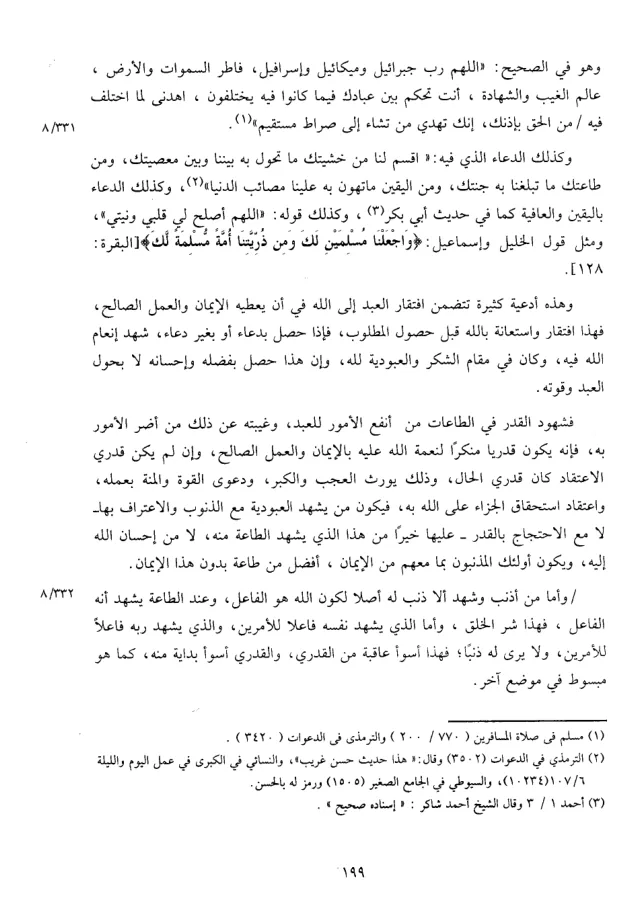 وهو في الصحيح: «اللهم رب جبرائيل وميكائيل وإسرافيل، فاطر السموات والأرض ،
عالم الغيب والشهادة ، أنت تحكم بين عبادك فيما كانوا فيه يختلفون ، اهدنى لما اختلف
فيه / من الحق بإذنك، إنك تهدي من تشاء إلى صراط مستقيم»(١).
٨/٣٣١
وكذلك الدعاء الذي فيه: « اقسم لنا من خشيتك ما تحول به بيننا وبين معصيتك، ومن
طاعتك ما تبلغنا به جنتك، ومن اليقين ماتهون به علينا مصائب الدنيا»(٢)، وكذلك الدعاء
باليقين والعافية كما في حديث أبي بكر(٣) ، وكذلك قوله: «اللهم أصلح لي قلبي ونيتي»،
ومثل قول الخليل وإسماعيل: ﴿وَاجْعَلْنَا مُسْلِمَيْنِ لَكَ وَمِن ذُرِّيَّتِنَا أُمَّةً مُّسْلِمَةً لَّكَ﴾[البقرة:
١٢٨].
وهذه أدعية كثيرة تتضمن افتقار العبد إلى الله في أن يعطيه الإيمان والعمل الصالح،
فهذا افتقار واستعانة بالله قبل حصول المطلوب، فإذا حصل بدعاء أو بغير دعاء، شهد إنعام
الله فيه، وكان في مقام الشكر والعبودية لله، وإن هذا حصل بفضله وإحسانه لا بحول
العبد وقوته.
فشهود القدر في الطاعات من أنفع الأمور للعبد، وغيبته عن ذلك من أضر الأمور
به، فإنه يكون قدريا منكرًا لنعمة الله عليه بالإيمان والعمل الصالح، وإن لم يكن قدري
الاعتقاد كان قدري الحال، وذلك يورث العجب والكبر، ودعوى القوة والمنة بعمله،
واعتقاد استحقاق الجزاء على الله به، فيكون من يشهد العبودية مع الذنوب والاعتراف بهاـ
لا مع الاحتجاج بالقدر ـ عليها خيرًا من هذا الذي يشهد الطاعة منه، لا من إحسان الله
إليه، ويكون أولئك المذنبون بما معهم من الإيمان ، أفضل من طاعة بدون هذا الإيمان.
/ وأما من أذنب وشهد ألا ذنب له أصلا لكون الله هو الفاعل، وعند الطاعة يشهد أنه
٨/٣٣٢
الفاعل ، فهذا شر الخلق ، وأما الذي يشهد نفسه فاعلا للأمرين، والذي يشهد ربه فاعلاً
للأمرين، ولا يرى له ذنبًا؛ فهذا أسوأ عاقبة من القدري، والقدري أسوأ بداية منه، كما هو
مبسوط في موضع آخر.
(١) مسلم فى صلاة المسافرين ( ٧٧٠ / ٢٠٠ ) والترمذى فى الدعوات ( ٣٤٢٠ ) .
(٢) الترمذي في الدعوات (٣٥٠٢) وقال:« هذا حديث حسن غريب»، والنسائي في الكبرى في عمل اليوم والليلة
٦/ ١٠٧(١٠٢٣٤)، والسيوطي في الجامع الصغير (١٥٠٥) ورمز له بالحسن.
(٣) أحمد ١ / ٣ وقال الشيخ أحمد شاكر : « إسناده صحيح » .
١٩٩